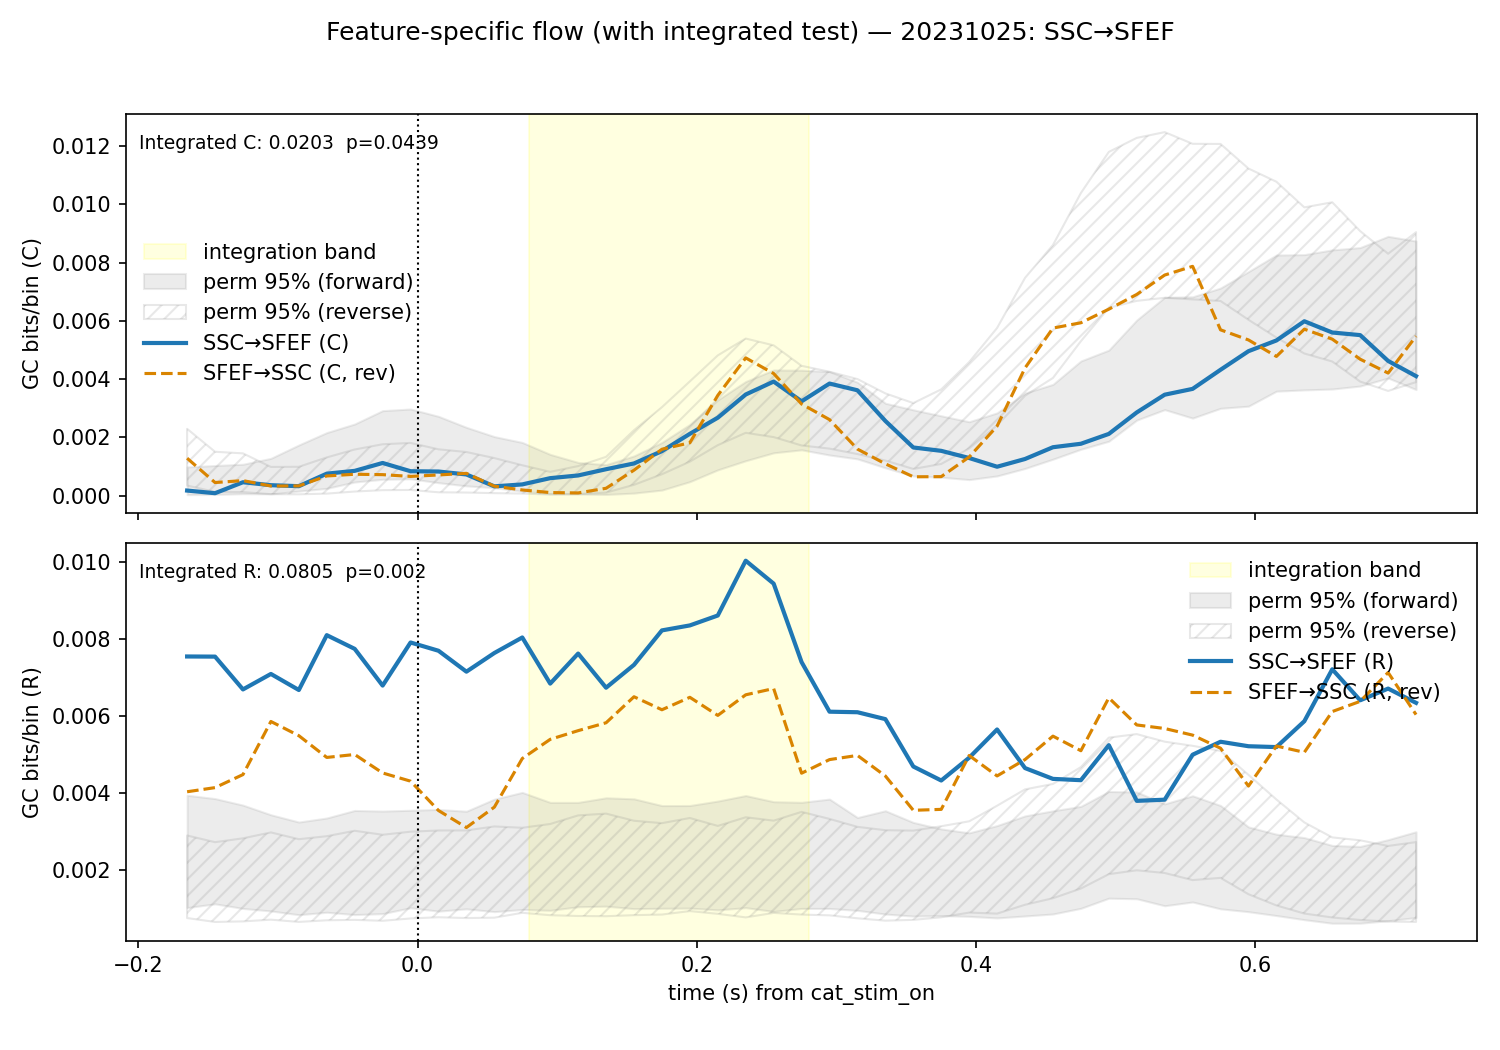 Feature-specific flow (with integrated test) — 20231025: SSC→SFEF
Integrated C: 0.0203  p=0.0439
GC bits/bin (C)
0.012
0.010
0.008
0.006
0.004
0.002
0.000
integration band
perm 95% (forward)
perm 95% (reverse)
SSC→SFEF (C)
SFEF→SSC (C, rev)
Integrated R: 0.0805  p=0.002
GC bits/bin (R)
0.010
0.008
0.006
0.004
0.002
integration band
perm 95% (forward)
perm 95% (reverse)
SSC→SFEF (R)
SFEF→SSC (R, rev)
−0.2
0.0
0.2
0.4
0.6
time (s) from cat_stim_on